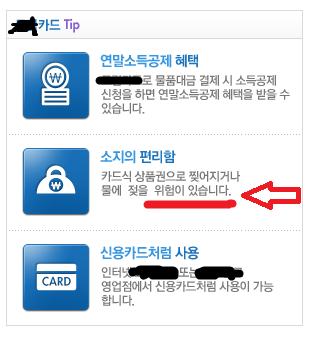 카드 Tip
연말소득공제 혜택
로 물품대금 결제 시 소득공제
신청을 하면 연말소득공제 혜택을 받을 수
있습니다.
소지의 편리함
카드식 상품권으로 찢어지거나
물에 젖을 위험이 있습니다.
신용카드처럼 사용
CARD
인터넷 또는
영업점에서 신용카드처럼 사용이 가능
합니다.